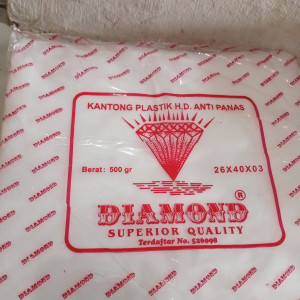 KANTONG PLASTIK H.D. ANTI PANAS
Berat : 500 gr
26X40X03
DIAMOND ®
SUPERIOR QUALITY
Terdaftar No. 526098